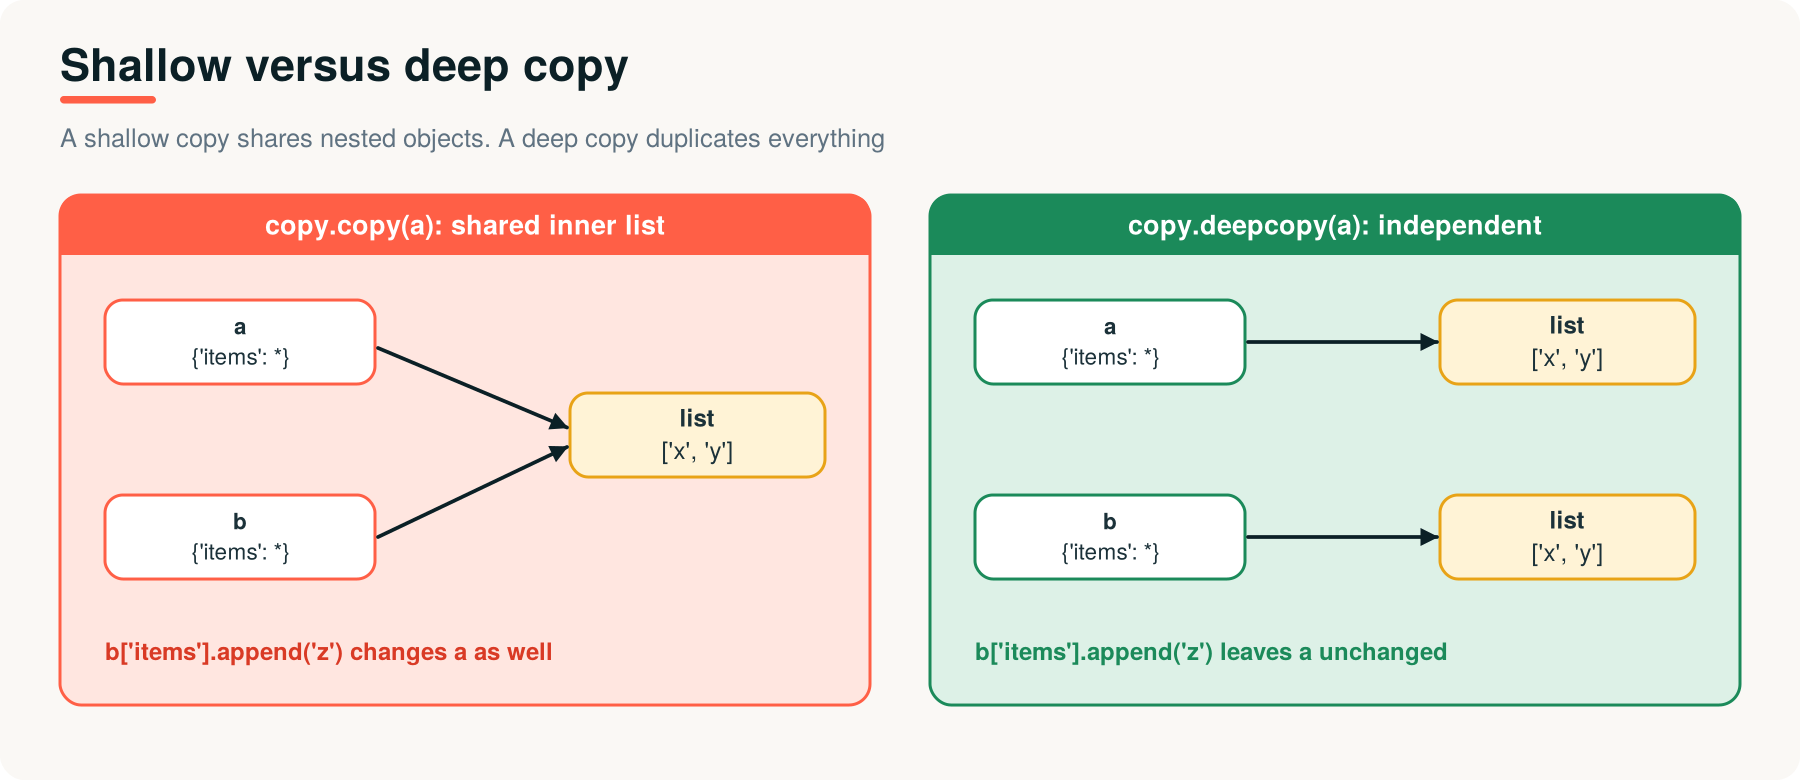 Shallow versus deep copy
A shallow copy shares nested objects. A deep copy duplicates everything
copy.copy(a): shared inner list
a
{'items': *}
list
['x', 'y']
b
{'items': *}
b['items'].append('z') changes a as well
copy.deepcopy(a): independent
a
{'items': *}
list
['x', 'y']
b
{'items': *}
list
['x', 'y']
b['items'].append('z') leaves a unchanged